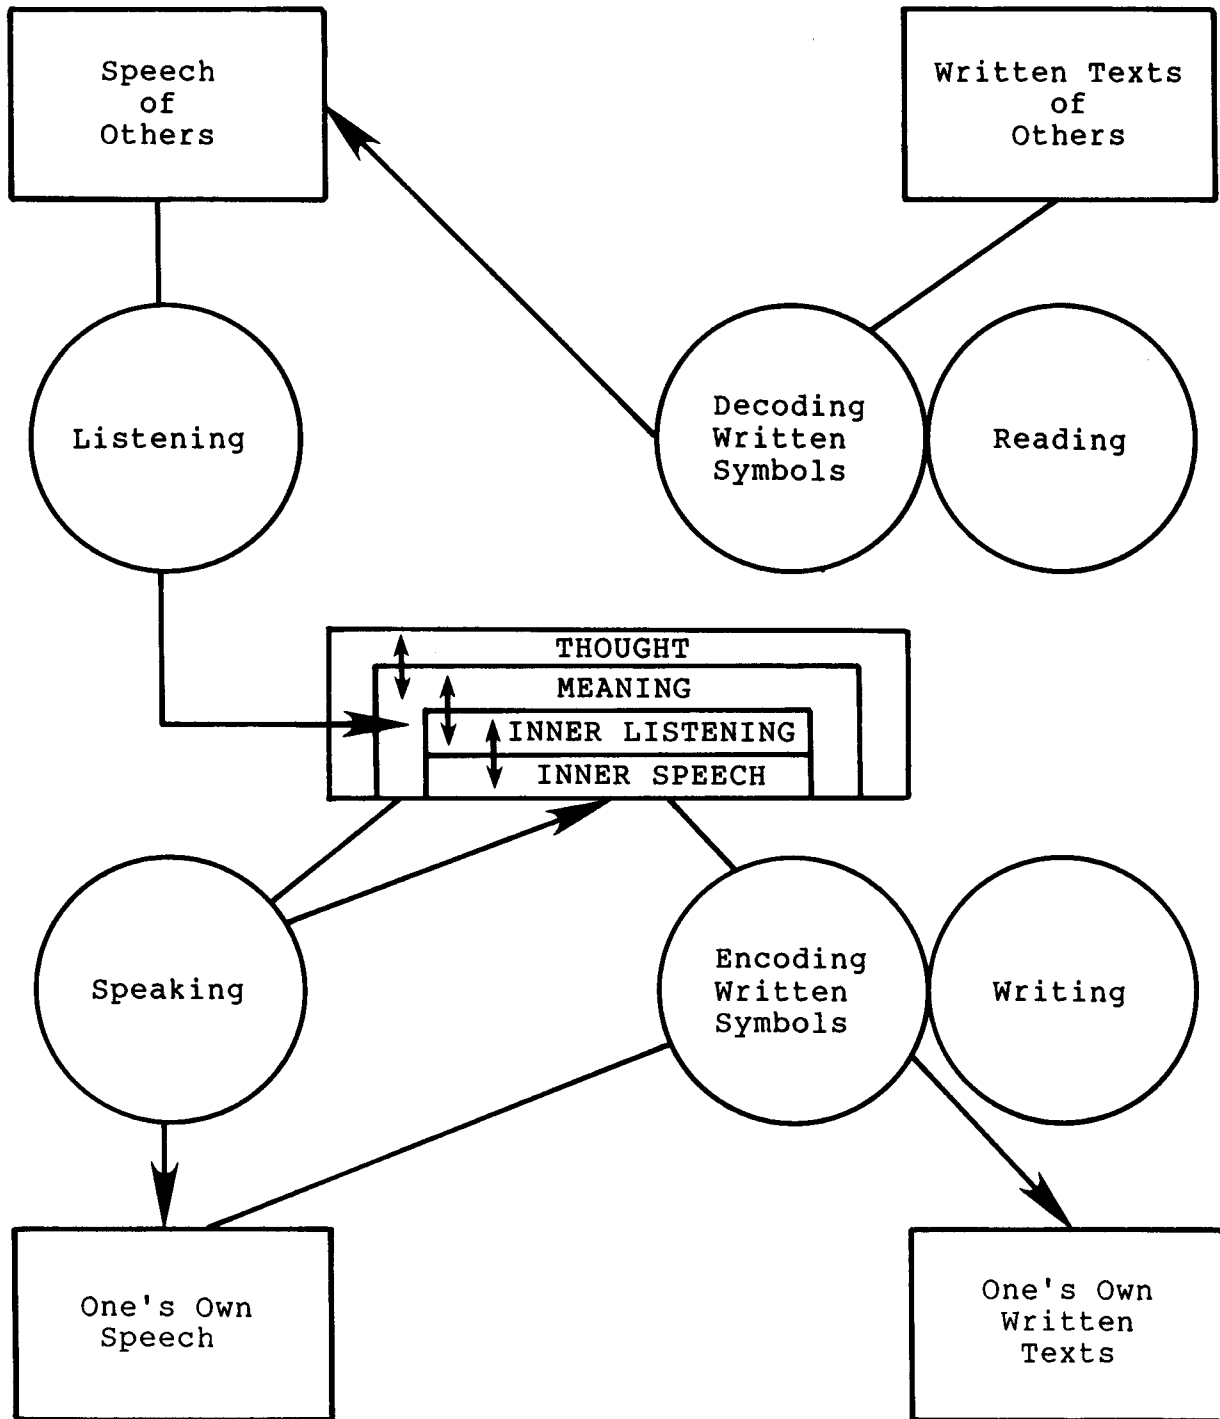 Speech
of
Others
Written Texts
of
Others
Listening
Decoding
Written
Symbols
Reading
THOUGHT
MEANING
INNER LISTENING
INNER SPEECH
Speaking
Encoding
Written
Symbols
Writing
One's Own
Speech
One's Own
Written
Texts